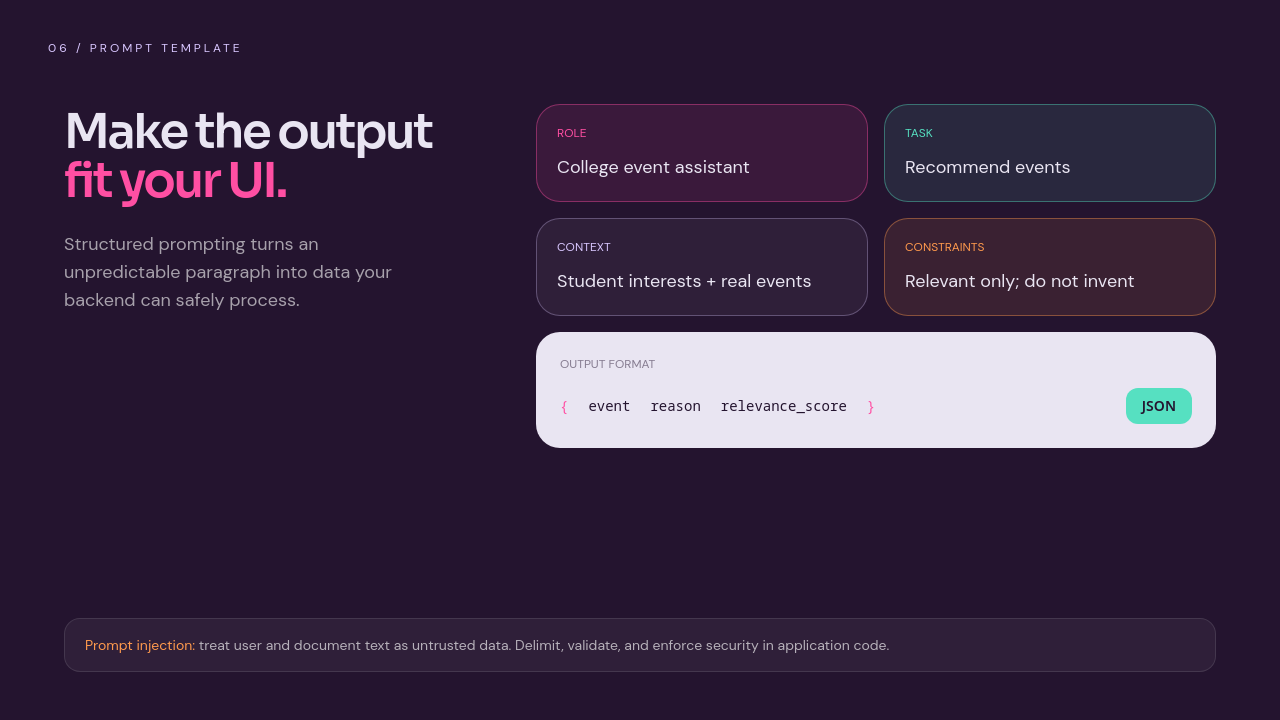 06 / PROMPT TEMPLATE
Make the output
fit your UI.
Structured prompting turns an
unpredictable paragraph into data your
backend can safely process.
ROLE
College event assistant
TASK
Recommend events
CONTEXT
Student interests + real events
CONSTRAINTS
Relevant only; do not invent
OUTPUT FORMAT
{ event reason relevance_score }
JSON
Prompt injection: treat user and document text as untrusted data. Delimit, validate, and enforce security in application code.